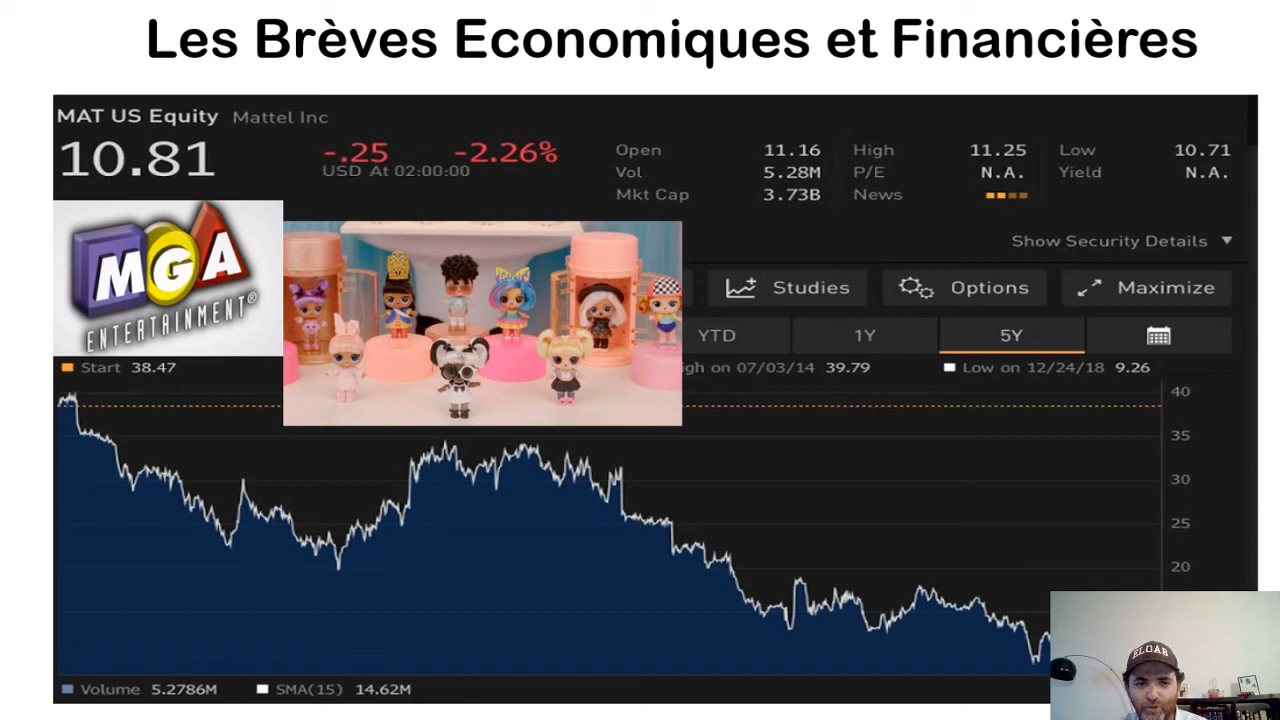 Les Brèves Economiques et Financières
MAT US Equity Mattel Inc
10.81 -.25 -2.26%
USD At 02:00:00
Open 11.16 High 11.25 Low 10.71
Vol 5.28M P/E N.A. Yield N.A.
Mkt Cap 3.73B News
MGA
ENTERTAINMENT®
Show Security Details
Studies Options Maximize
YTD 1Y 5Y
Start 38.47 igh on 07/03/14 39.79 Low on 12/24/18 9.26
40
35
30
25
20
Volume 5.2786M SMA(15) 14.62M